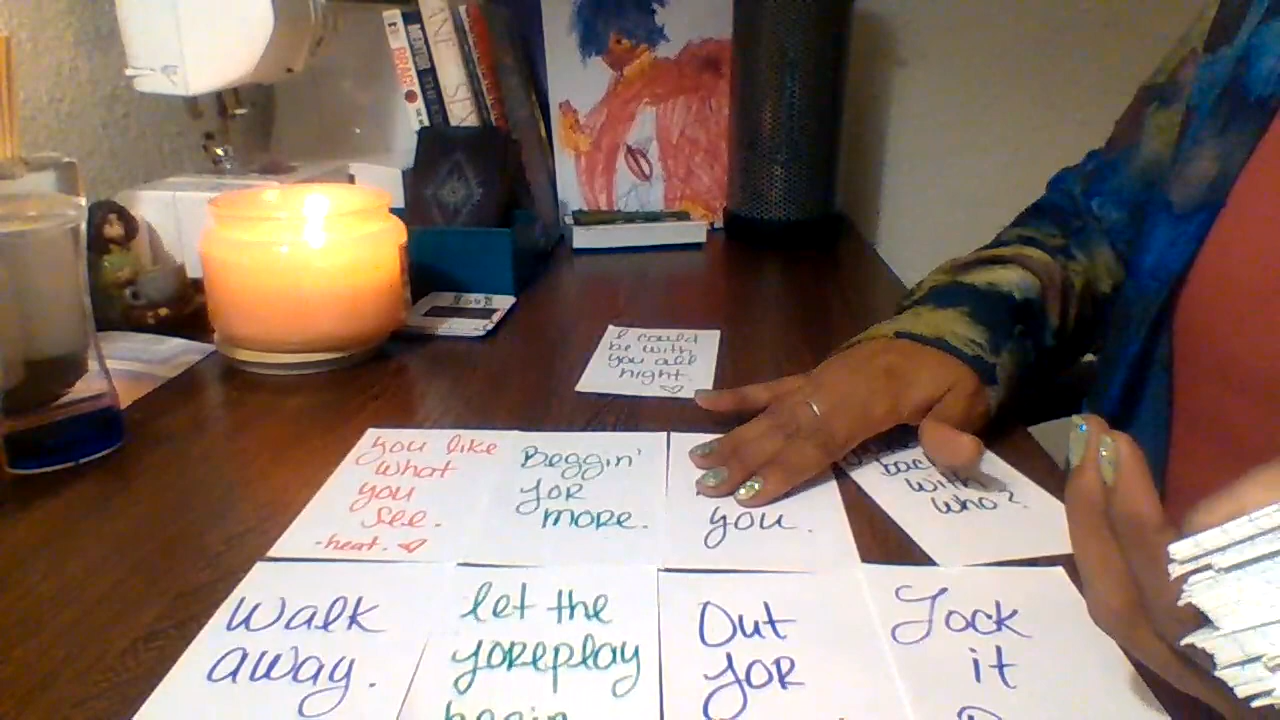 I could
be with
you all
night.
you like
what
you
see.
-heat.
Beggin'
for
more.
you.
with
who?
Walk
away.
let the
foreplay
begin
Out
for
it